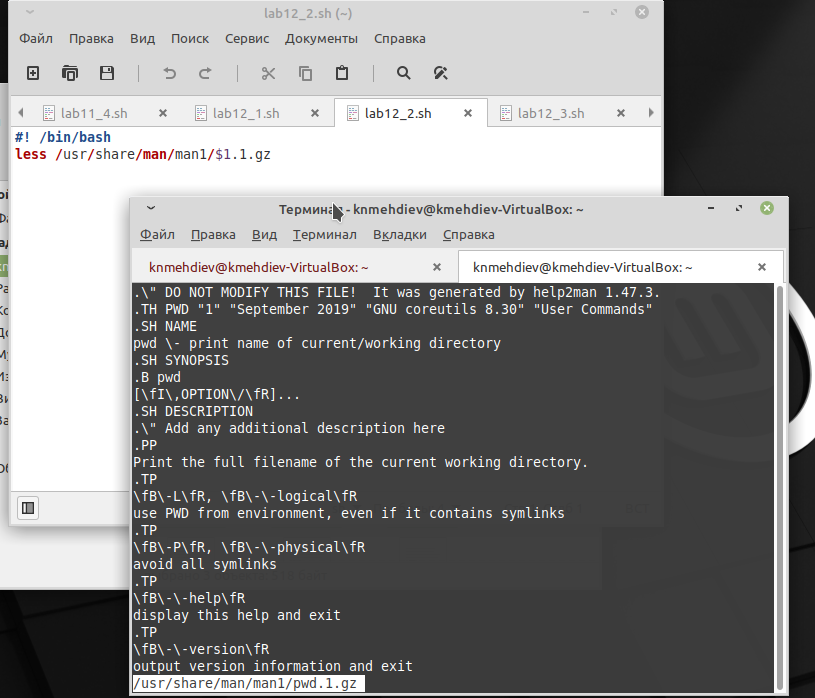 lab12_2.sh (~)
Файл Правка Вид Поиск Сервис Документы Справка
lab11_4.sh lab12_1.sh lab12_2.sh lab12_3.sh
#! /bin/bash
less /usr/share/man/man1/$1.1.gz
Терминал - knmehdiev@kmehdiev-VirtualBox: ~
Файл Правка Вид Терминал Вкладки Справка
knmehdiev@kmehdiev-VirtualBox: ~ knmehdiev@kmehdiev-VirtualBox: ~
.\" DO NOT MODIFY THIS FILE!  It was generated by help2man 1.47.3.
.TH PWD "1" "September 2019" "GNU coreutils 8.30" "User Commands"
.SH NAME
pwd \- print name of current/working directory
.SH SYNOPSIS
.B pwd
[\fI\,OPTION\/\fR]...
.SH DESCRIPTION
.\" Add any additional description here
.PP
Print the full filename of the current working directory.
.TP
\fB\-L\fR, \fB\-\-logical\fR
use PWD from environment, even if it contains symlinks
.TP
\fB\-P\fR, \fB\-\-physical\fR
avoid all symlinks
.TP
\fB\-\-help\fR
display this help and exit
.TP
\fB\-\-version\fR
output version information and exit
/usr/share/man/man1/pwd.1.gz